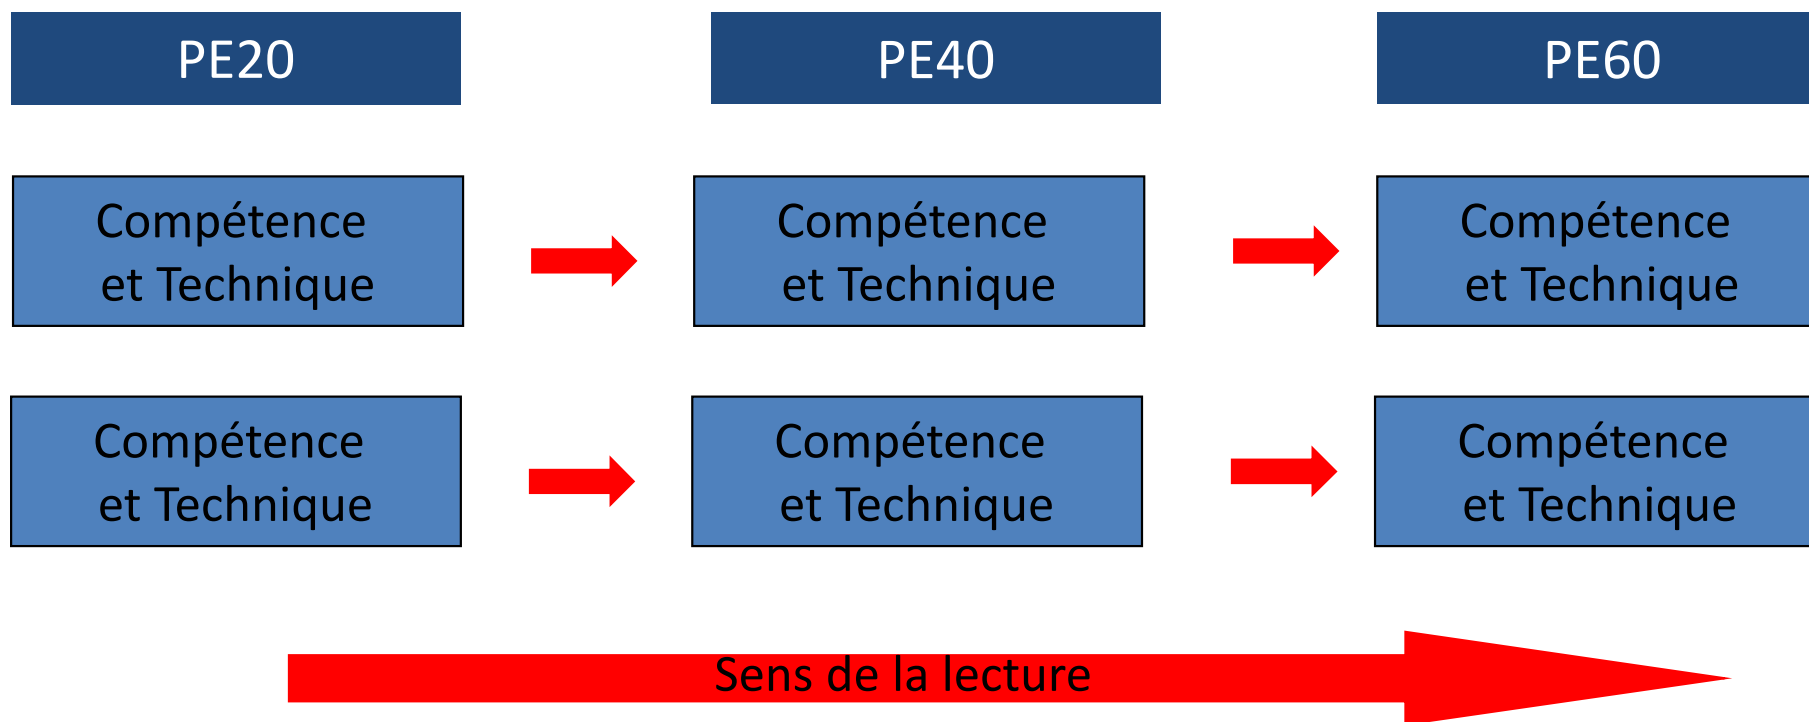 PE20
PE40
PE60
Compétence
et Technique
Compétence
et Technique
Compétence
et Technique
Compétence
et Technique
Compétence
et Technique
Compétence
et Technique
Sens de la lecture